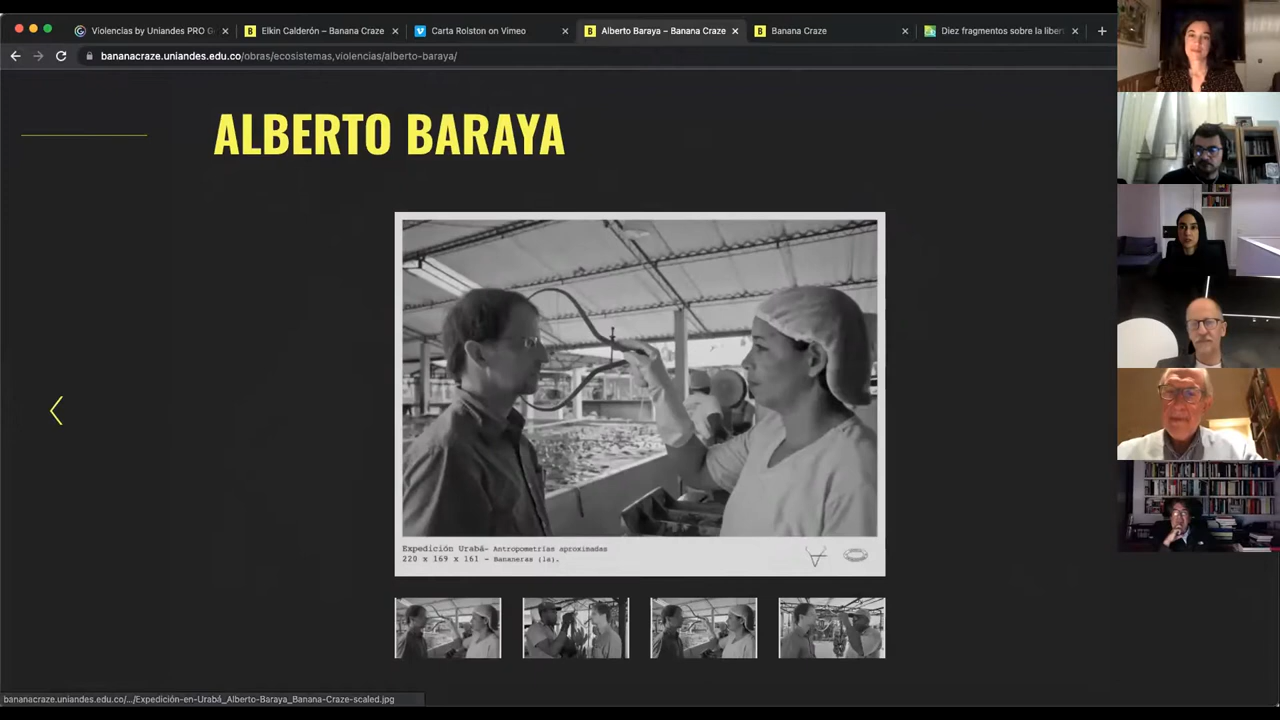 Violencias by Uniandes PRO G
Elkin Calderón – Banana Craze
Carta Rolston on Vimeo
Alberto Baraya – Banana Craze
Banana Craze
Diez fragmentos sobre la libert
bananacraze.uniandes.edu.co/obras/ecosistemas,violencias/alberto-baraya/
ALBERTO BARAYA
Expedición Urabá- Antropometrías aproximadas
220 x 169 x 161 - Bananeras (1a).
bananacraze.uniandes.edu.co/.../Expedición-en-Urabá_Alberto-Baraya_Banana-Craze-scaled.jpg